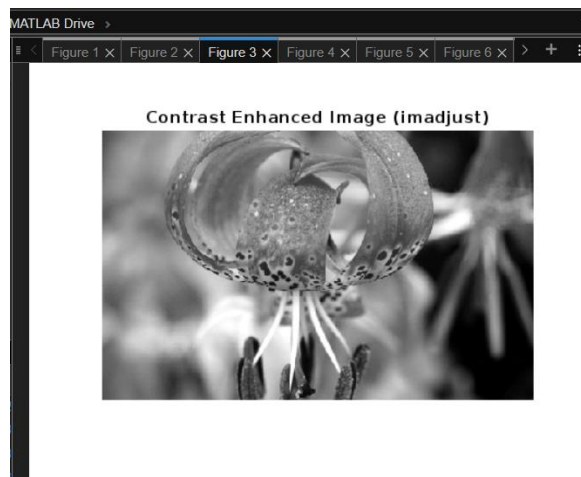 MATLAB Drive >
Figure 1 × Figure 2 × Figure 3 × Figure 4 × Figure 5 × Figure 6 × > +
Contrast Enhanced Image (imadjust)